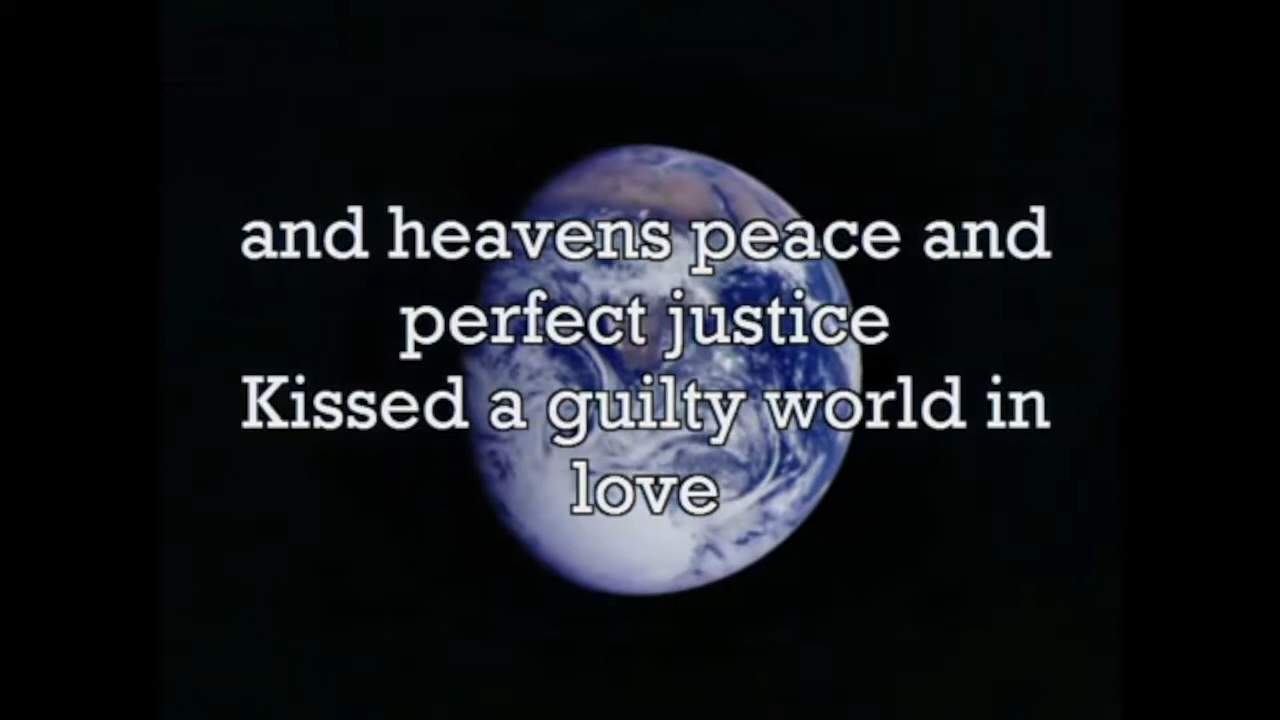 and heavens peace and
perfect justice
Kissed a guilty world in
love